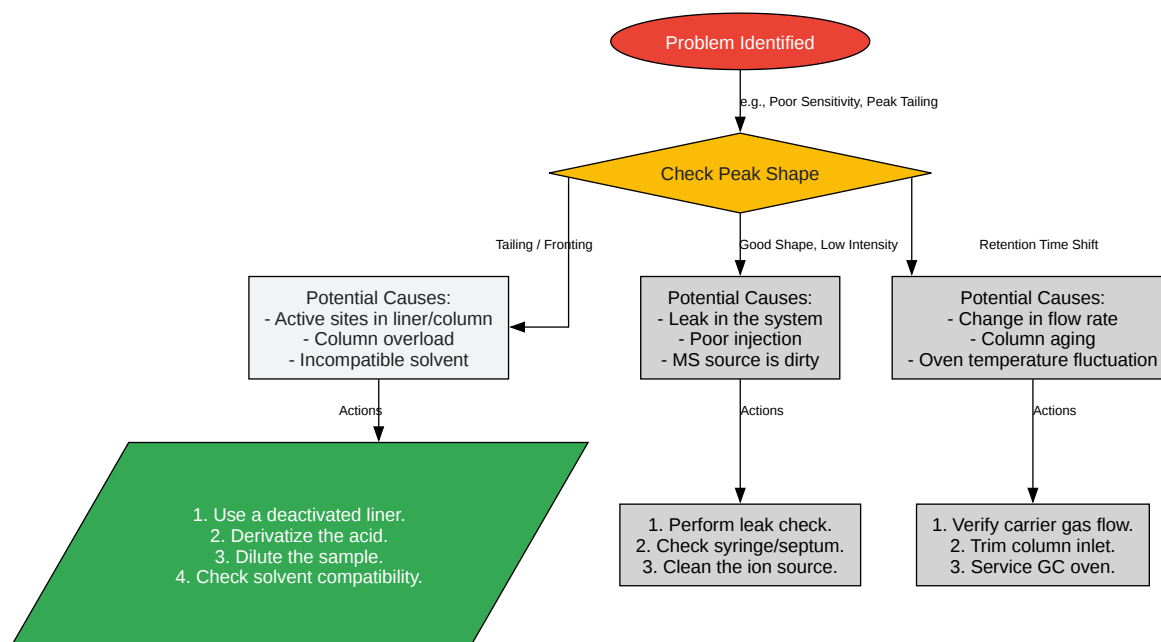 Problem Identified
e.g., Poor Sensitivity, Peak Tailing
Check Peak Shape
Tailing / Fronting
Good Shape, Low Intensity
Retention Time Shift
Potential Causes:
- Active sites in liner/column
- Column overload
- Incompatible solvent
Potential Causes:
- Leak in the system
- Poor injection
- MS source is dirty
Potential Causes:
- Change in flow rate
- Column aging
- Oven temperature fluctuation
Actions
Actions
Actions
1. Use a deactivated liner.
2. Derivatize the acid.
3. Dilute the sample.
4. Check solvent compatibility.
1. Perform leak check.
2. Check syringe/septum.
3. Clean the ion source.
1. Verify carrier gas flow.
2. Trim column inlet.
3. Service GC oven.